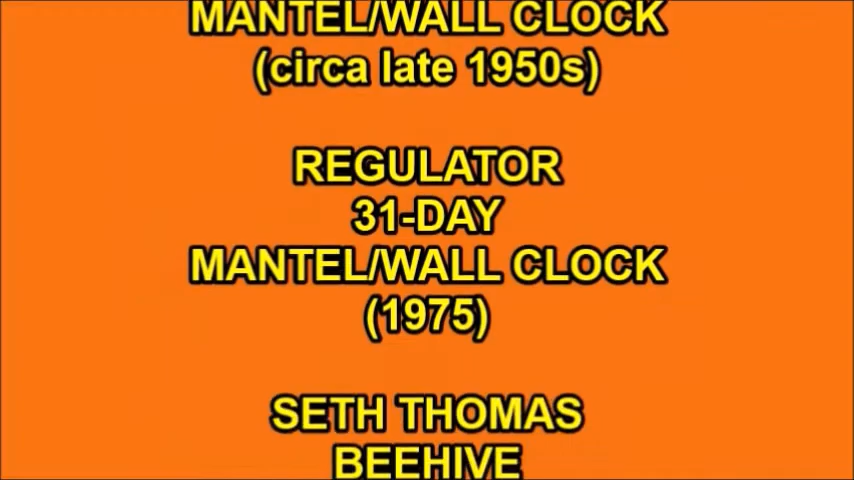 MANTEL/WALL CLOCK
(circa late 1950s)
REGULATOR
31-DAY
MANTEL/WALL CLOCK
(1975)
SETH THOMAS
BEEHIVE